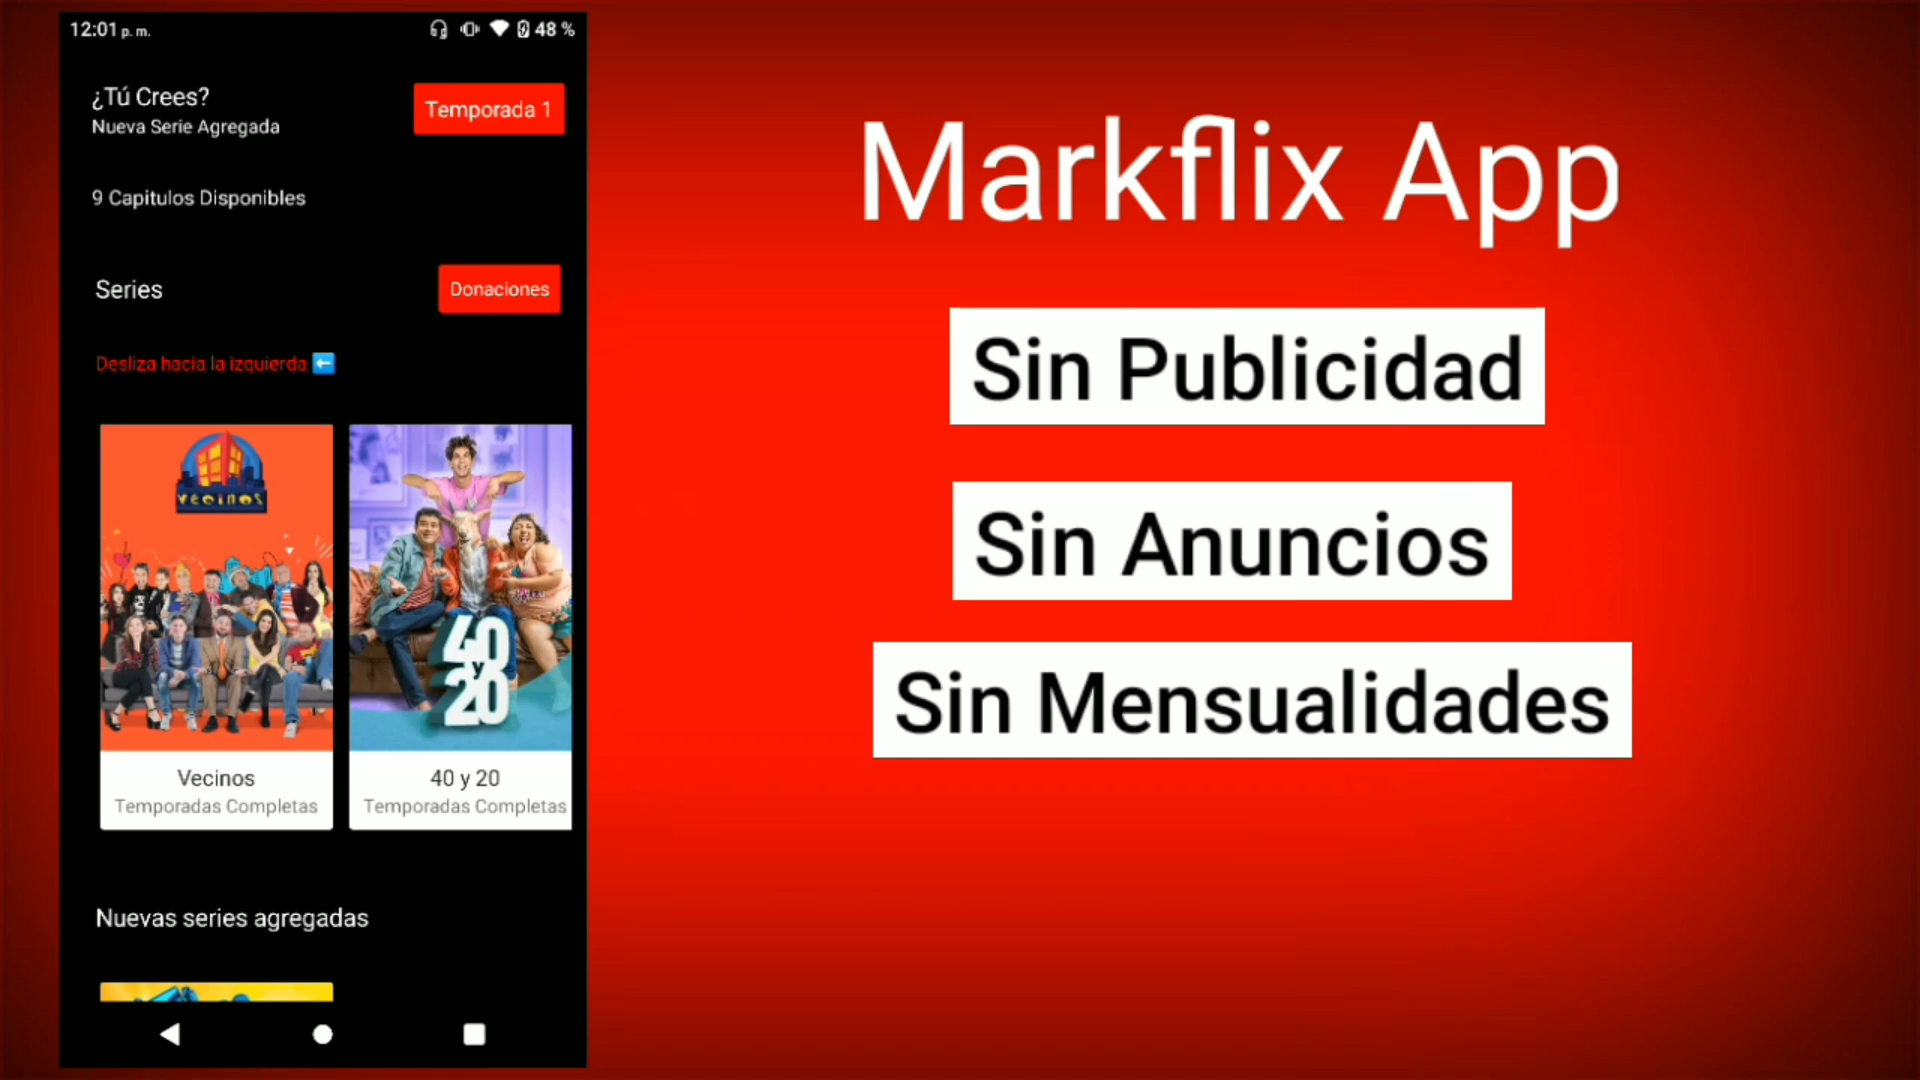 12:01 p. m.
48 %
¿Tú Crees?
Nueva Serie Agregada
Temporada 1
9 Capitulos Disponibles
Series
Donaciones
Desliza hacia la izquierda
VECINOS
40
y
20
Vecinos
Temporadas Completas
40 y 20
Temporadas Completas
Nuevas series agregadas
Markflix App
Sin Publicidad
Sin Anuncios
Sin Mensualidades